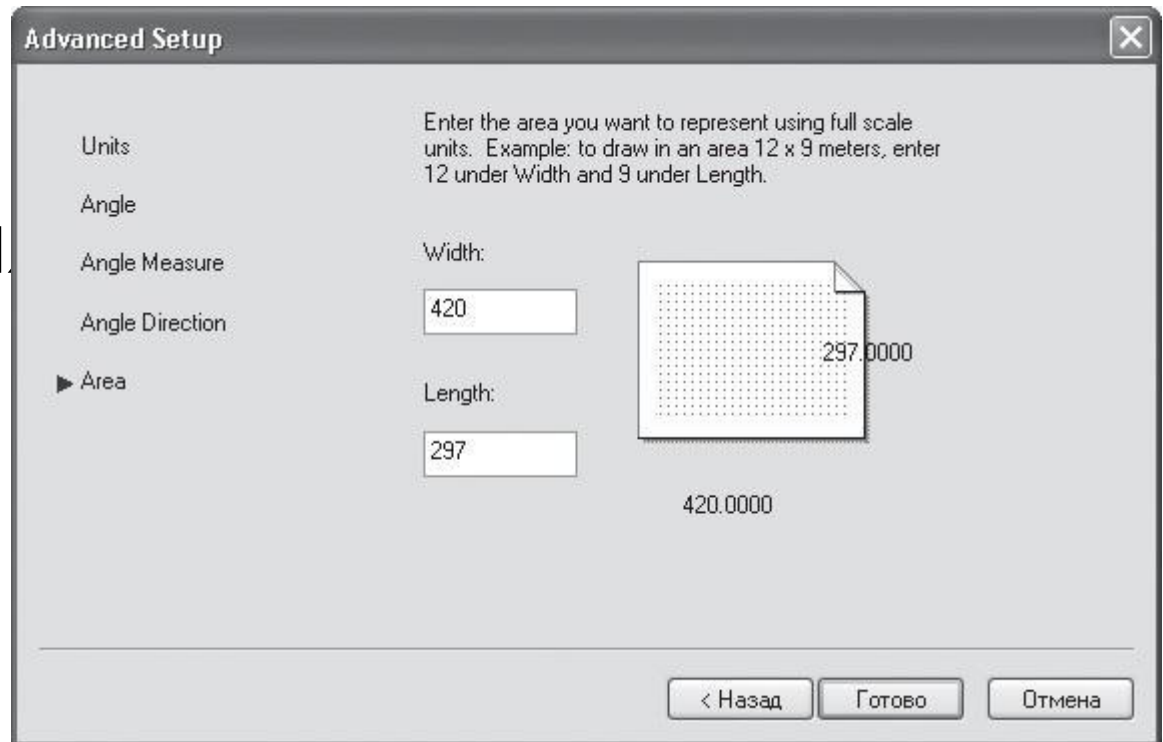 Advanced Setup
Units
Angle
Angle Measure
Angle Direction
Area
Enter the area you want to represent using full scale
units. Example: to draw in an area 12 x 9 meters, enter
12 under Width and 9 under Length.
Width:
420
Length:
297
297.0000
420.0000
< Назад
Готово
Отмена